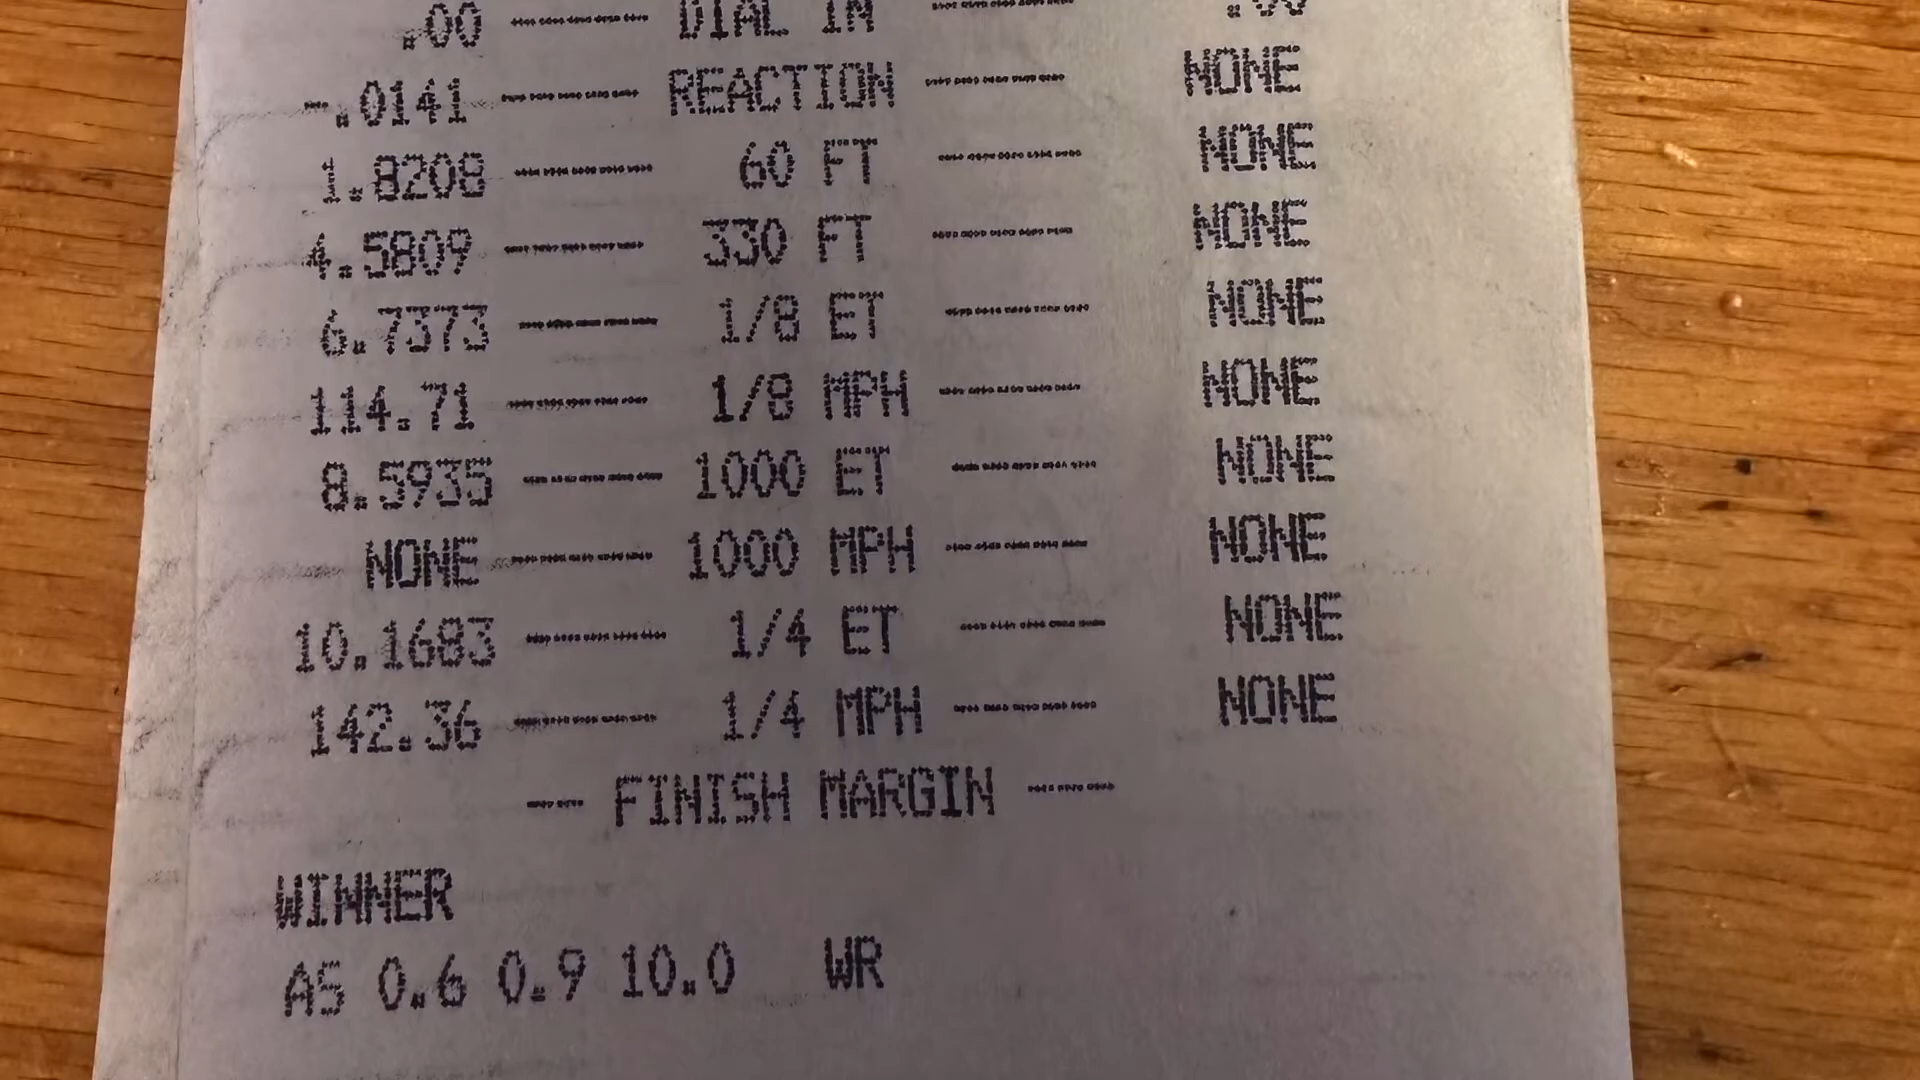 .00 ---- DIAL IN ---- .00
-.0141 ---- REACTION ---- NONE
1.8208 ---- 60 FT ---- NONE
4.5809 ---- 330 FT ---- NONE
6.7373 ---- 1/8 ET ---- NONE
114.71 ---- 1/8 MPH ---- NONE
8.5935 ---- 1000 ET ---- NONE
NONE ---- 1000 MPH ---- NONE
10.1683 ---- 1/4 ET ---- NONE
142.36 ---- 1/4 MPH ---- NONE
-- FINISH MARGIN --
WINNER
AS 0.6 0.9 10.0 WR